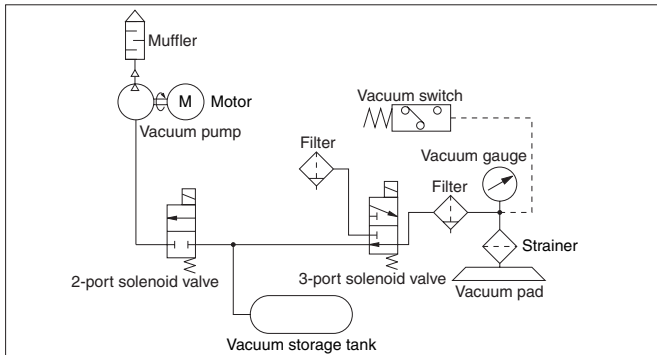 Muffler
M
Motor
Vacuum pump
Vacuum switch
Filter
Vacuum gauge
Filter
Strainer
2-port solenoid valve
3-port solenoid valve
Vacuum pad
Vacuum storage tank